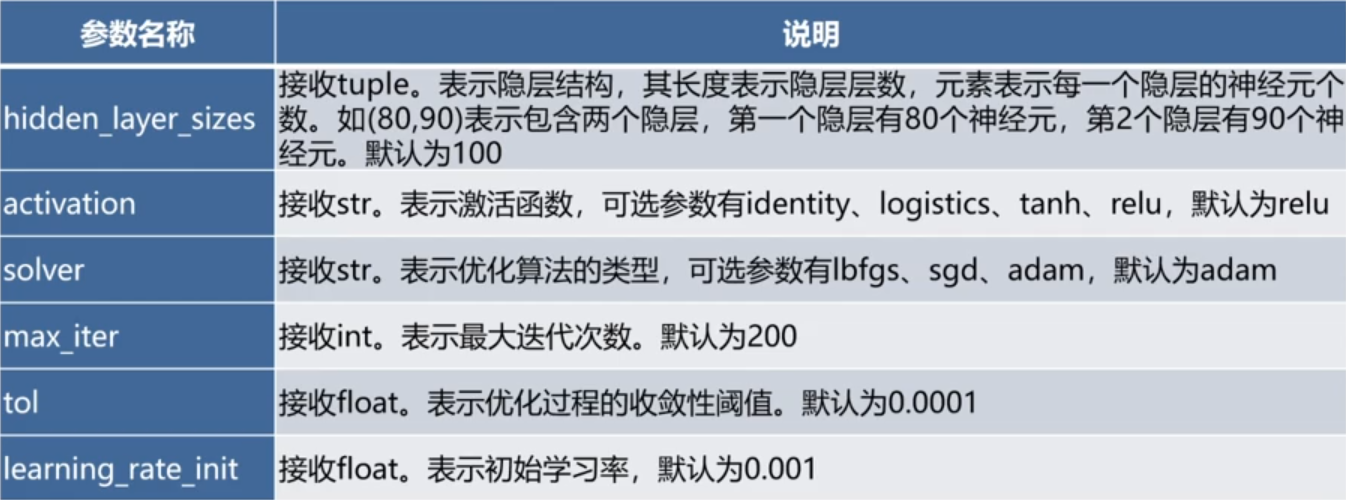 参数名称
说明
hidden_layer_sizes
接收tuple。表示隐层结构，其长度表示隐层层数，元素表示每一个隐层的神经元个
数。如(80,90)表示包含两个隐层，第一个隐层有80个神经元，第2个隐层有90个神
经元。默认为100
activation
接收str。表示激活函数，可选参数有identity、logistics、tanh、relu，默认为relu
solver
接收str。表示优化算法的类型，可选参数有lbfgs、sgd、adam，默认为adam
max_iter
接收int。表示最大迭代次数。默认为200
tol
接收float。表示优化过程的收敛性阈值。默认为0.0001
learning_rate_init
接收float。表示初始学习率，默认为0.001